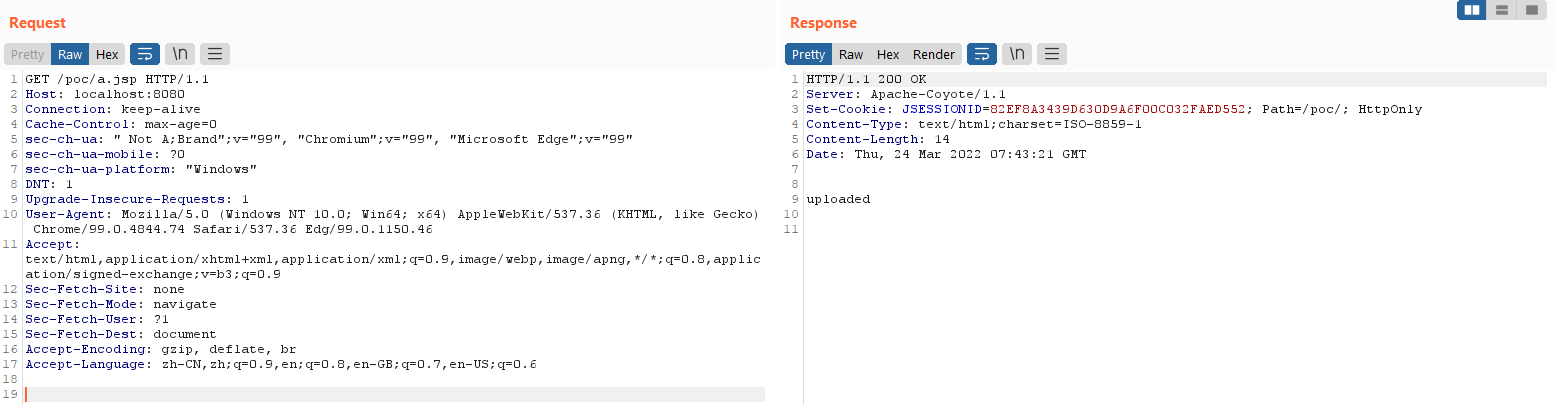 Request
Pretty Raw Hex \n
1 GET /poc/a.jsp HTTP/1.1
2 Host: localhost:8080
3 Connection: keep-alive
4 Cache-Control: max-age=0
5 sec-ch-ua: " Not A;Brand";v="99", "Chromium";v="99", "Microsoft Edge";v="99"
6 sec-ch-ua-mobile: ?0
7 sec-ch-ua-platform: "Windows"
8 DNT: 1
9 Upgrade-Insecure-Requests: 1
10 User-Agent: Mozilla/5.0 (Windows NT 10.0; Win64; x64) AppleWebKit/537.36 (KHTML, like Gecko)
Chrome/99.0.4844.74 Safari/537.36 Edg/99.0.1150.46
11 Accept:
text/html,application/xhtml+xml,application/xml;q=0.9,image/webp,image/apng,*/*;q=0.8,applic
ation/signed-exchange;v=b3;q=0.9
12 Sec-Fetch-Site: none
13 Sec-Fetch-Mode: navigate
14 Sec-Fetch-User: ?1
15 Sec-Fetch-Dest: document
16 Accept-Encoding: gzip, deflate, br
17 Accept-Language: zh-CN,zh;q=0.9,en;q=0.8,en-GB;q=0.7,en-US;q=0.6
18
19
Response
Pretty Raw Hex Render \n
1 HTTP/1.1 200 OK
2 Server: Apache-Coyote/1.1
3 Set-Cookie: JSESSIONID=82EF8A3439D630D9A6F00C032FAED552; Path=/poc/; HttpOnly
4 Content-Type: text/html;charset=ISO-8859-1
5 Content-Length: 14
6 Date: Thu, 24 Mar 2022 07:43:21 GMT
7
8
9 uploaded
10
11